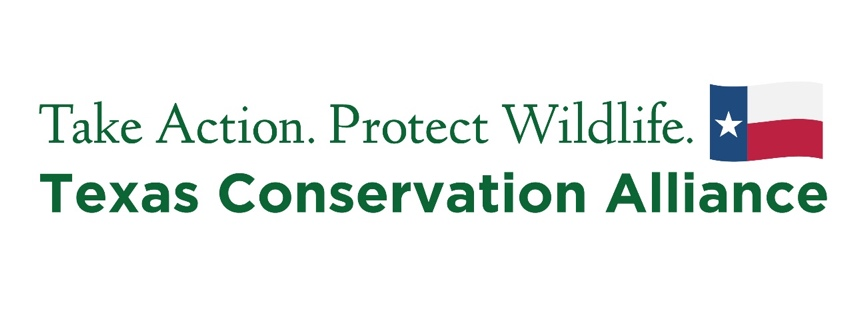 Take Action. Protect Wildlife.
Texas Conservation Alliance